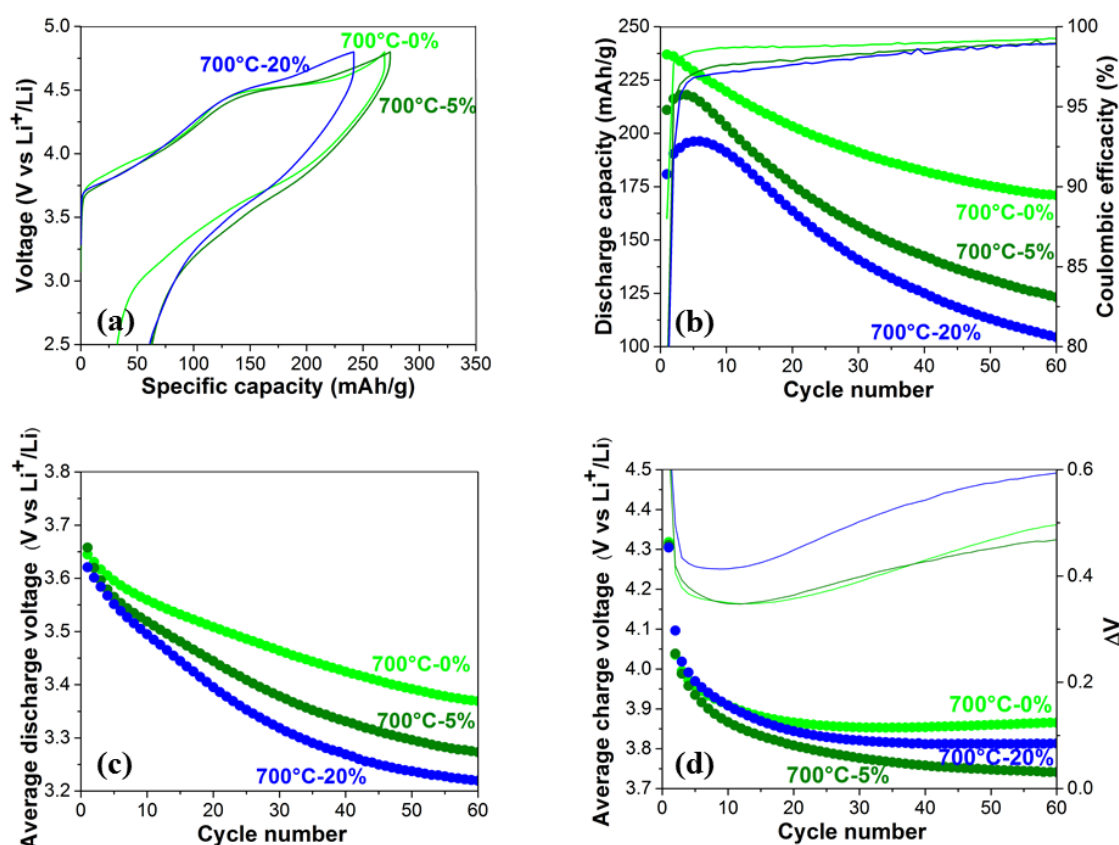 5.0
4.5
4.0
3.5
3.0
2.5
0 50 100 150 200 250 300 350
Voltage (V vs Li+/Li)
Specific capacity (mAh/g)
700°C-0%
700°C-20%
700°C-5%
(a)
250
225
200
175
150
125
100
0 10 20 30 40 50 60
100
95
90
85
80
Discharge capacity (mAh/g)
Coulombic efficacity (%)
Cycle number
700°C-0%
700°C-5%
700°C-20%
(b)
3.8
3.7
3.6
3.5
3.4
3.3
3.2
0 10 20 30 40 50 60
Average discharge voltage (V vs Li+/Li)
Cycle number
700°C-0%
700°C-5%
700°C-20%
(c)
4.5
4.4
4.3
4.2
4.1
4.0
3.9
3.8
3.7
0 10 20 30 40 50 60
0.6
0.4
0.2
0.0
Average charge voltage (V vs Li+/Li)
ΔV
Cycle number
700°C-0%
700°C-20%
700°C-5%
(d)